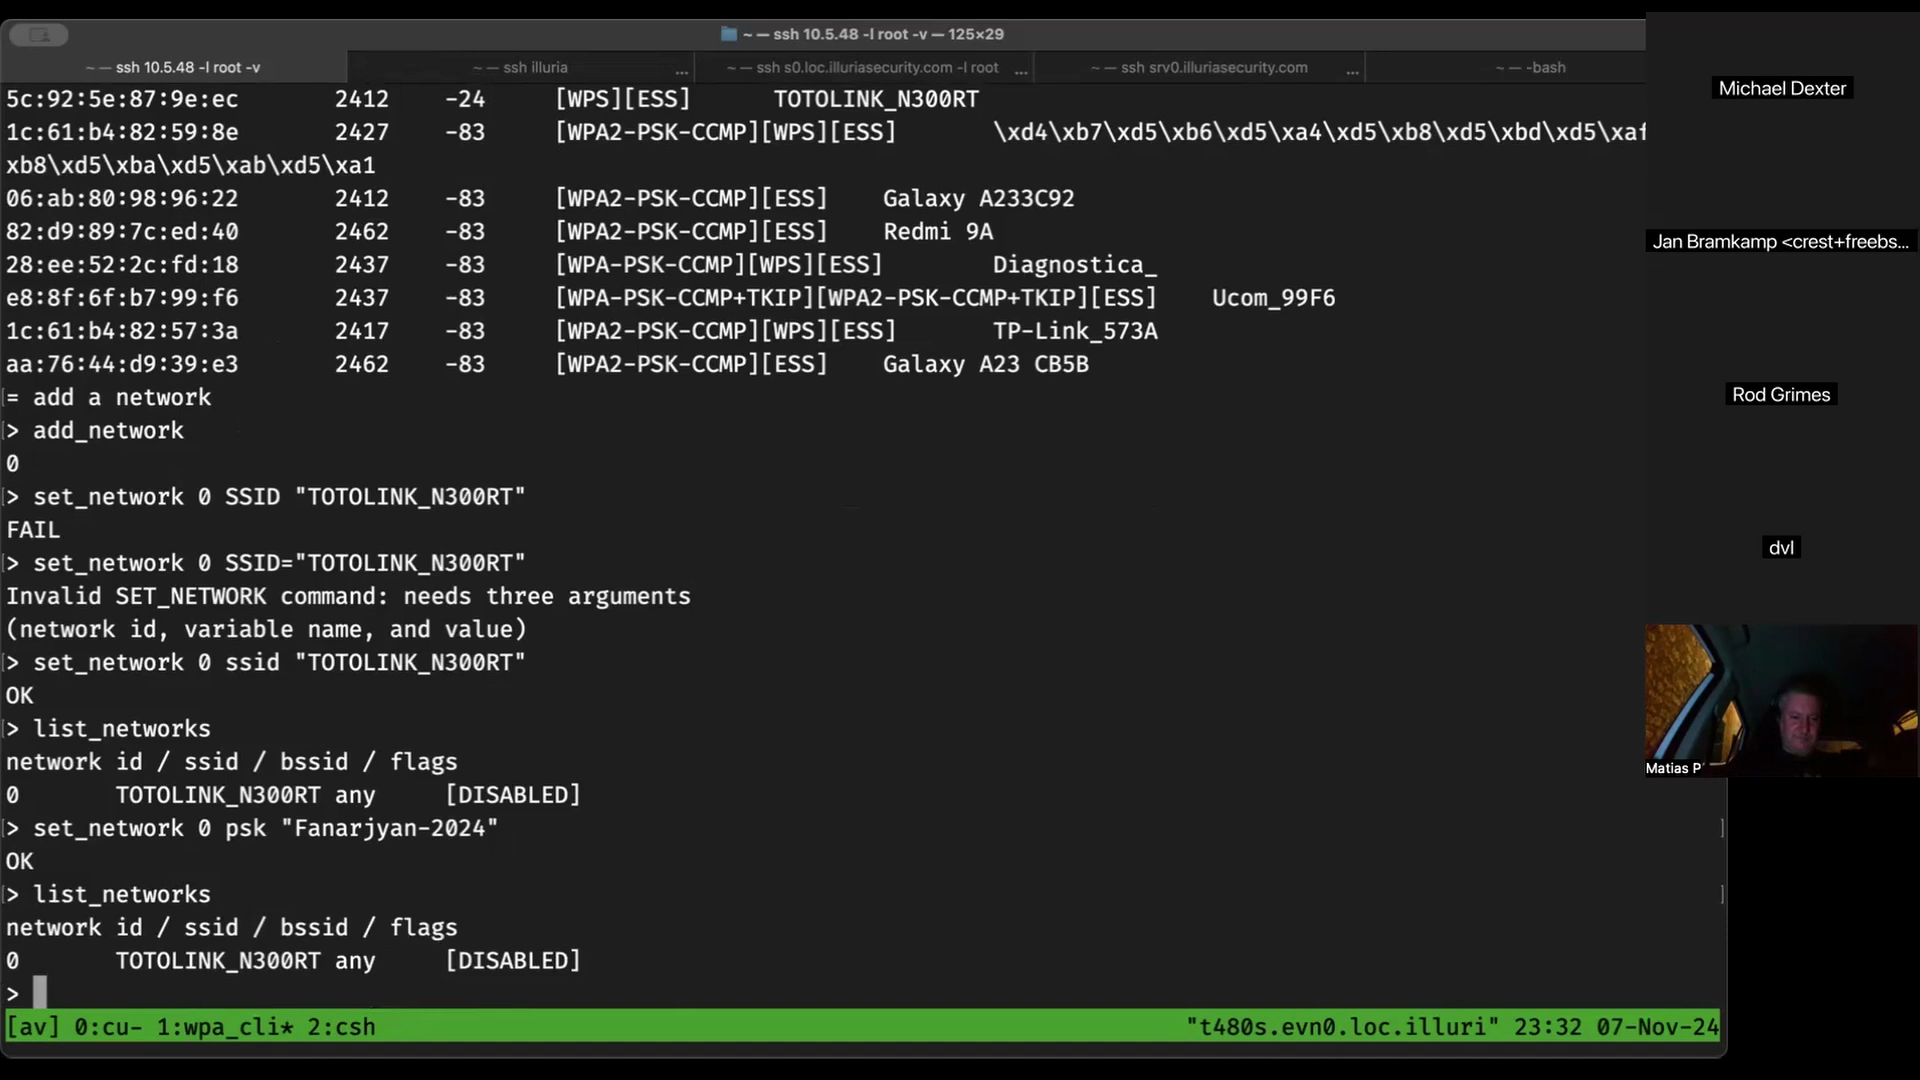 ~ — ssh 10.5.48 -l root -v — 125×29
~ — ssh 10.5.48 -l root -v
~ — ssh illuria ...
~ — ssh s0.loc.illuriasecurity.com -l root ...
~ — ssh srv0.illuriasecurity.com ...
~ — -bash
5c:92:5e:87:9e:ec 2412 -24 [WPS][ESS] TOTOLINK_N300RT
1c:61:b4:82:59:8e 2427 -83 [WPA2-PSK-CCMP][WPS][ESS] \xd4\xb7\xd5\xb6\xd5\xa4\xd5\xb8\xd5\xbd\xd5\xaf
xb8\xd5\xba\xd5\xab\xd5\xa1
06:ab:80:98:96:22 2412 -83 [WPA2-PSK-CCMP][ESS] Galaxy A233C92
82:d9:89:7c:ed:40 2462 -83 [WPA2-PSK-CCMP][ESS] Redmi 9A
28:ee:52:2c:fd:18 2437 -83 [WPA-PSK-CCMP][WPS][ESS] Diagnostica_
e8:8f:6f:b7:99:f6 2437 -83 [WPA-PSK-CCMP+TKIP][WPA2-PSK-CCMP+TKIP][ESS] Ucom_99F6
1c:61:b4:82:57:3a 2417 -83 [WPA2-PSK-CCMP][WPS][ESS] TP-Link_573A
aa:76:44:d9:39:e3 2462 -83 [WPA2-PSK-CCMP][ESS] Galaxy A23 CB5B
= add a network
> add_network
0
> set_network 0 SSID "TOTOLINK_N300RT"
FAIL
> set_network 0 SSID="TOTOLINK_N300RT"
Invalid SET_NETWORK command: needs three arguments
(network id, variable name, and value)
> set_network 0 ssid "TOTOLINK_N300RT"
OK
> list_networks
network id / ssid / bssid / flags
0 TOTOLINK_N300RT any [DISABLED]
> set_network 0 psk "Fanarjyan-2024"
OK
> list_networks
network id / ssid / bssid / flags
0 TOTOLINK_N300RT any [DISABLED]
>
[av] 0:cu- 1:wpa_cli* 2:csh "t480s.evn0.loc.illuri" 23:32 07-Nov-24
Michael Dexter
Jan Bramkamp <crest+freebs...
Rod Grimes
dvl
Matias P